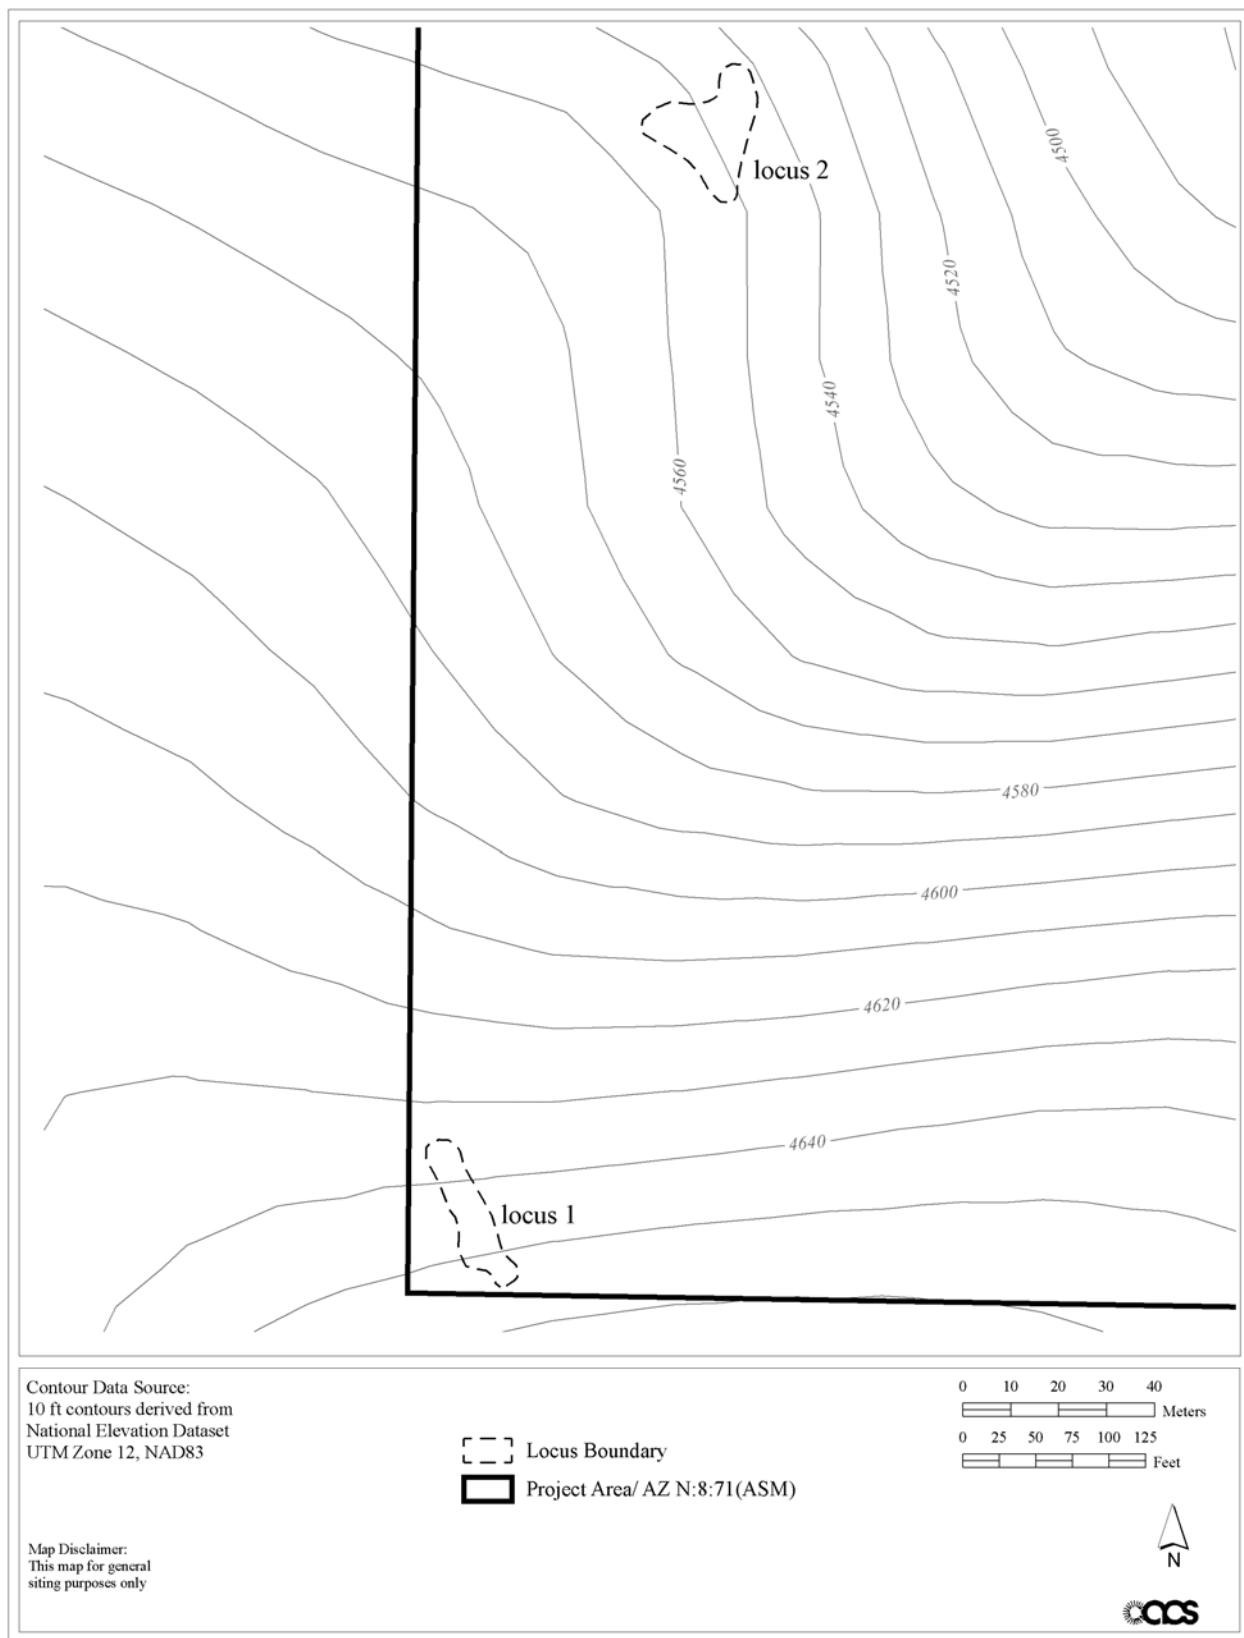 locus 2
4500
4520
4540
4560
4580
4600
4620
4640
locus 1
Contour Data Source:
10 ft contours derived from
National Elevation Dataset
UTM Zone 12, NAD83
Map Disclaimer:
This map for general
siting purposes only
Locus Boundary
Project Area/ AZ N:8:71(ASM)
0 10 20 30 40
Meters
0 25 50 75 100 125
Feet
N
acs